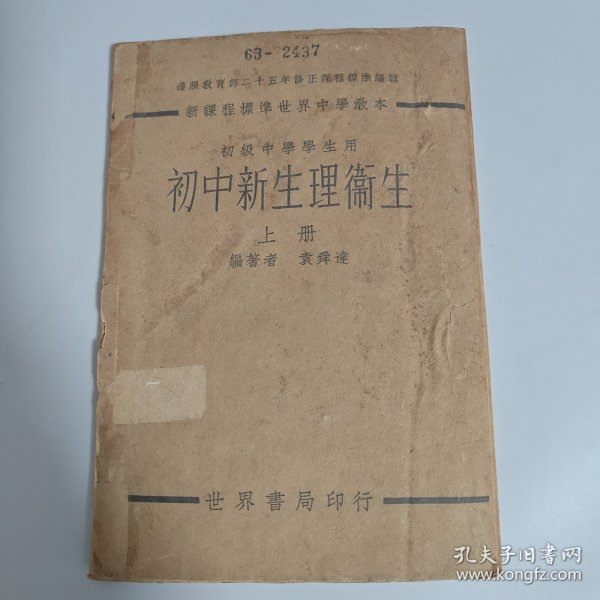 63-2437
遵照教育部二十五年修正課程標準編輯
新課程標準世界中學教本
初級中學學生用
初中新生理衞生
上册
編著者 袁舜達
世界書局印行
孔夫子旧书网
www.kongfz.com